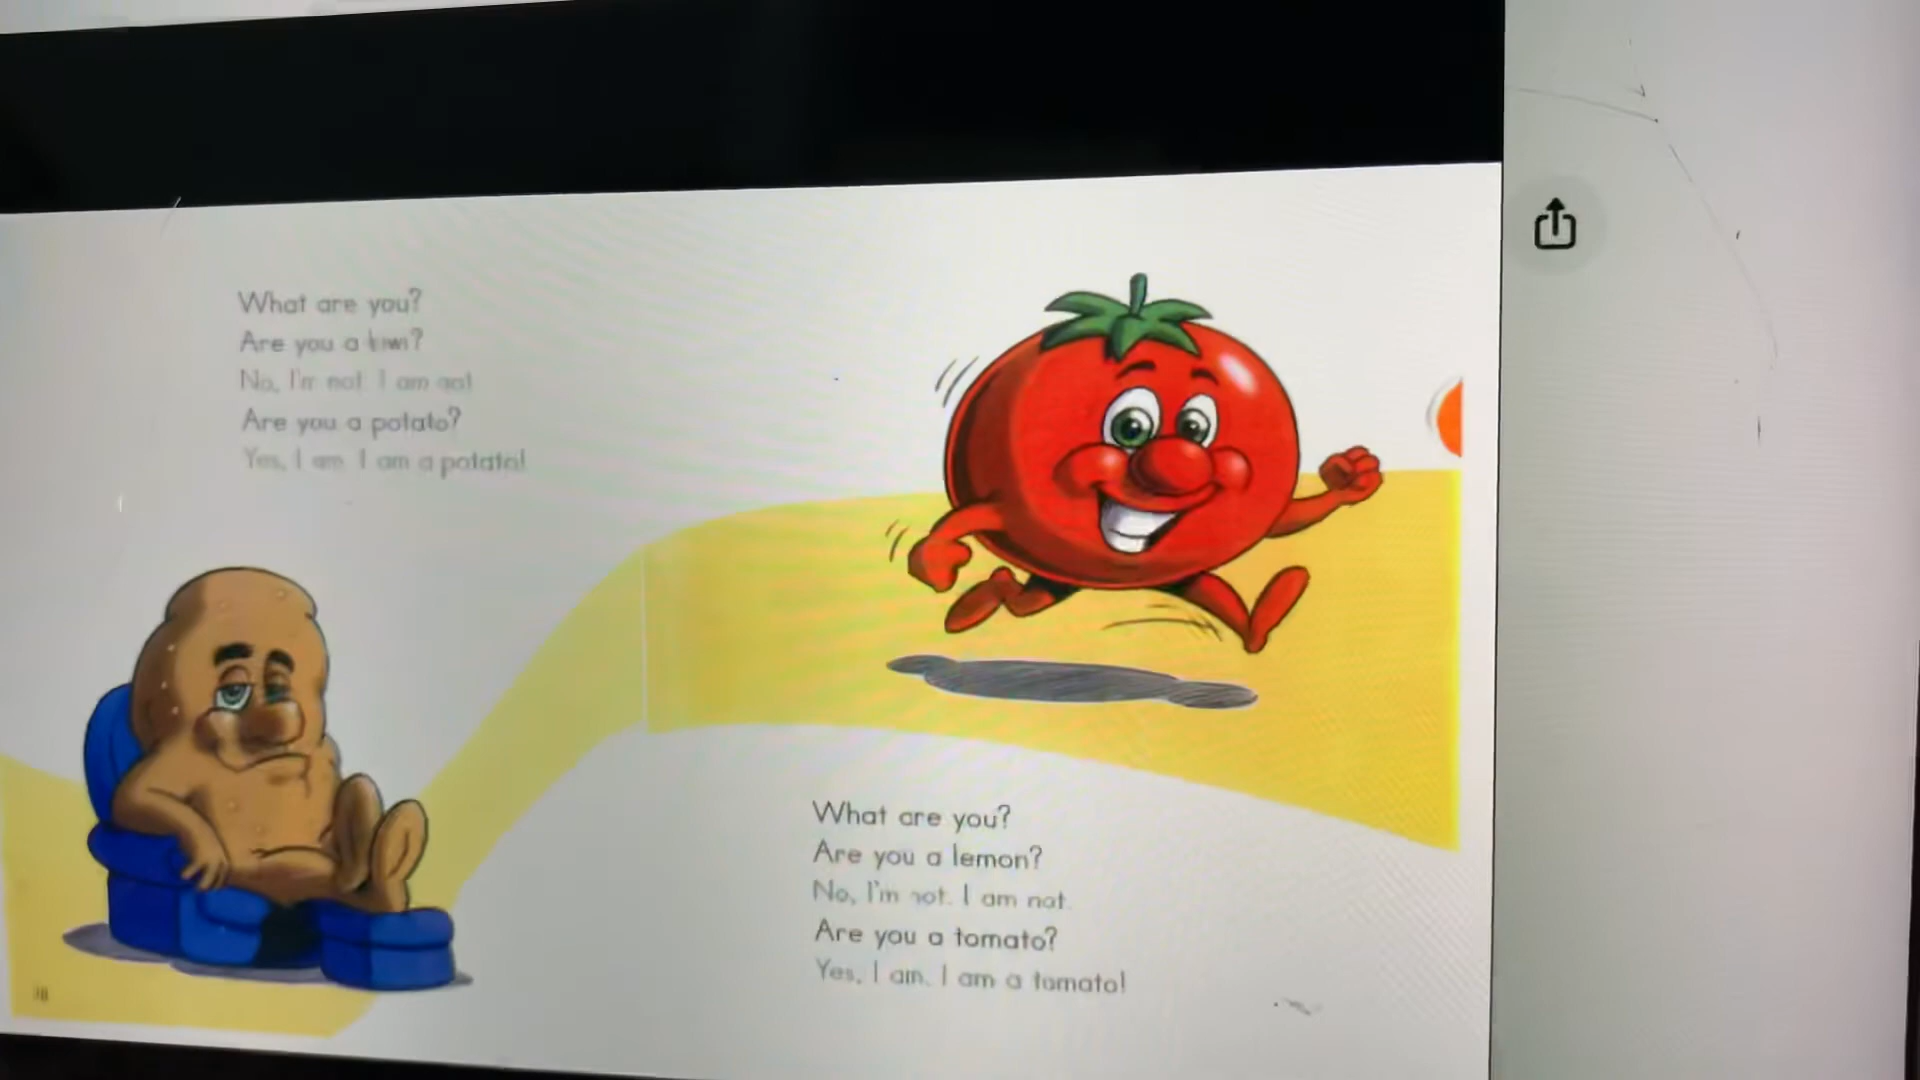 What are you?
Are you a kiwi?
No, I'm not. I am not
Are you a potato?
Yes, I am. I am a potato!
What are you?
Are you a lemon?
No, I'm not. I am not.
Are you a tomato?
Yes, I am. I am a tomato!